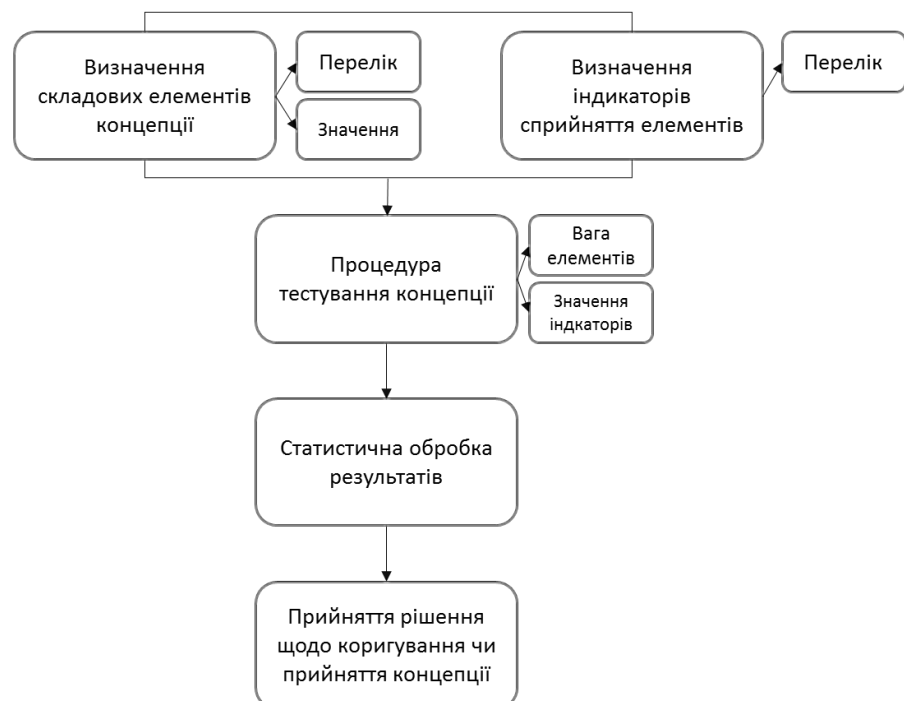 Визначення
складових елементів
концепції
Перелік
Значення
Визначення
індикаторів
сприйняття елементів
Перелік
Процедура
тестування концепції
Вага
елементів
Значення
індкаторів
Статистична обробка
результатів
Прийняття рішення
щодо коригування чи
прийняття концепції